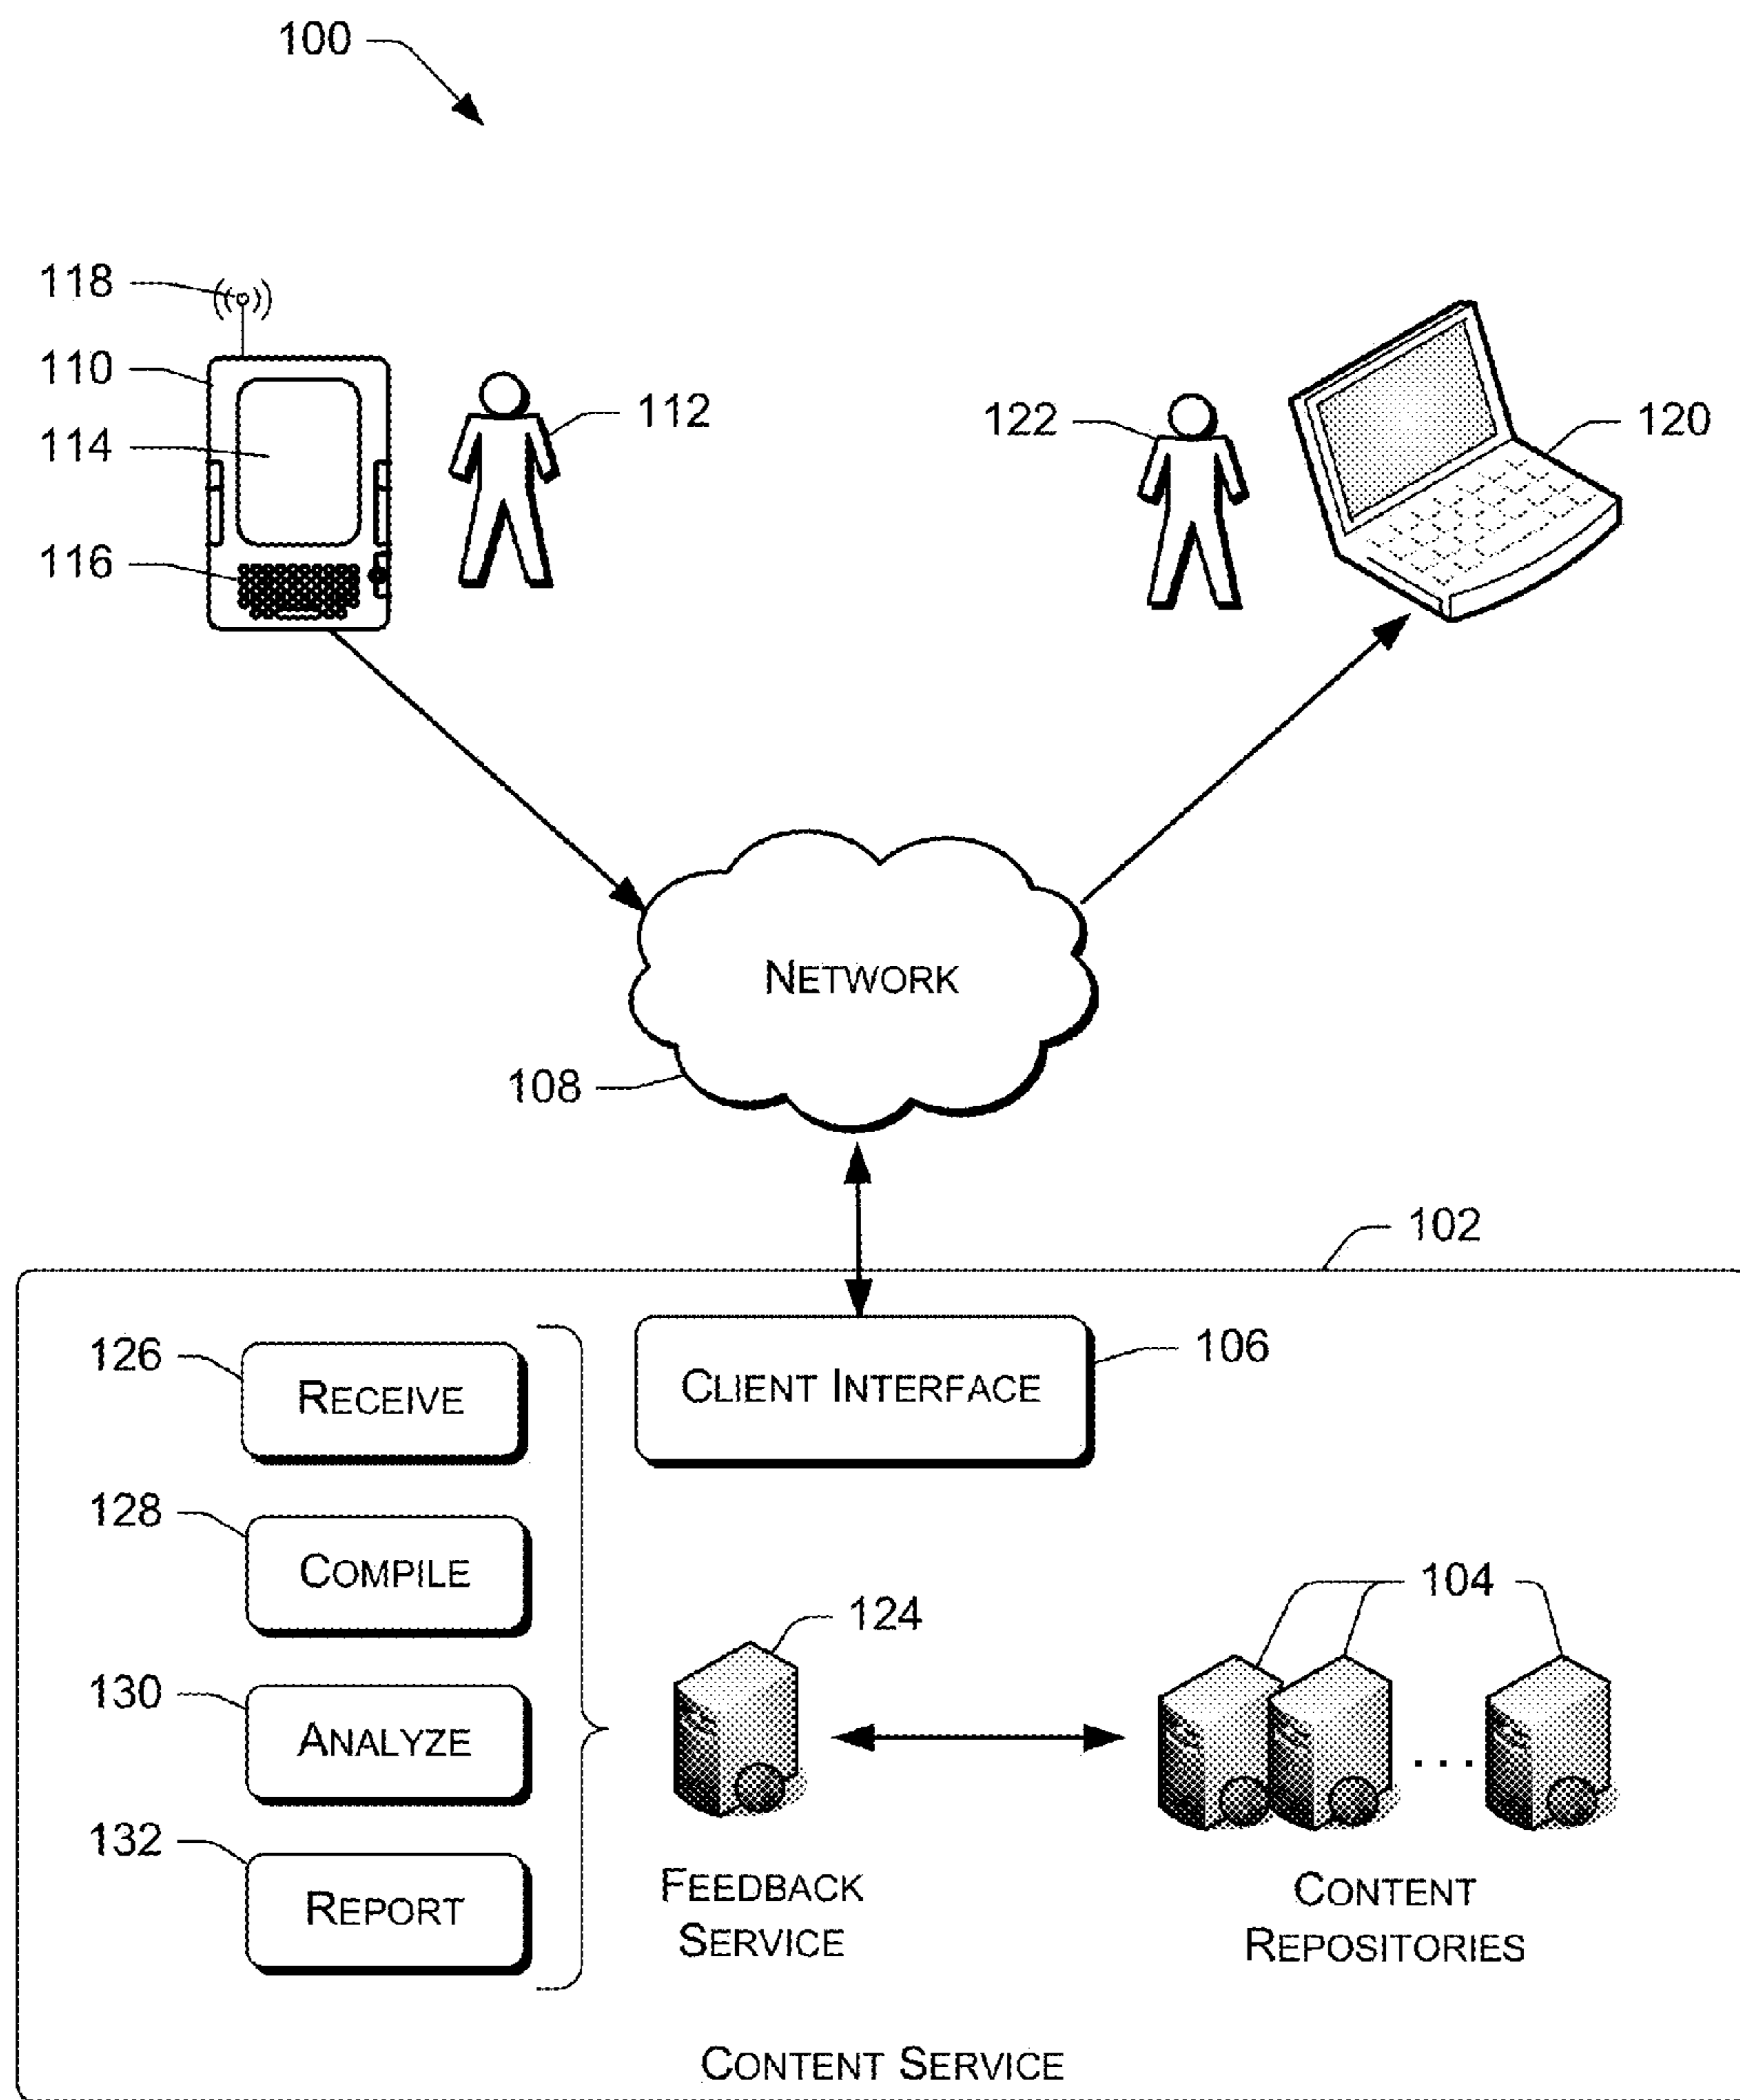 100
118
110
114
116
112
122
120
NETWORK
108
102
126
RECEIVE
CLIENT INTERFACE
106
128
COMPILE
104
124
130
ANALYZE
...
132
REPORT
FEEDBACK
SERVICE
CONTENT
REPOSITORIES
CONTENT SERVICE